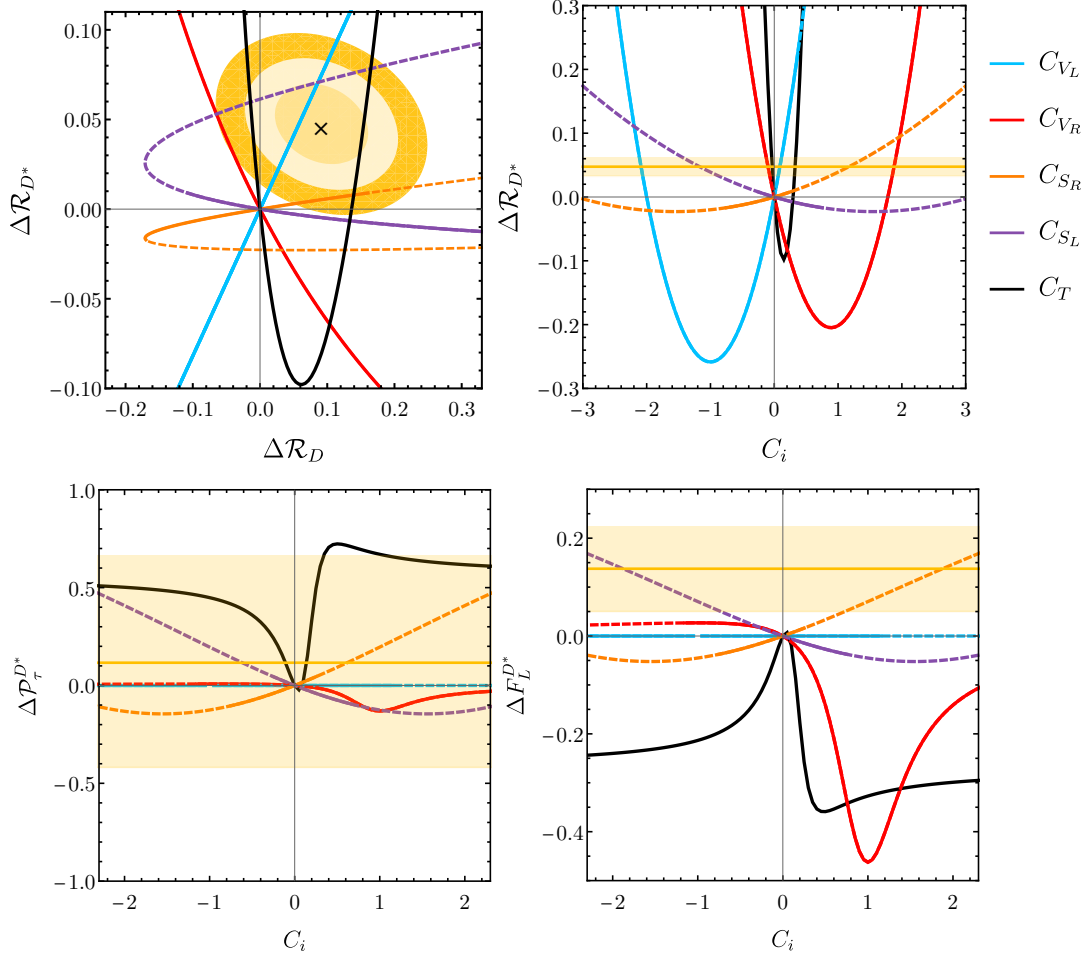 0.10
0.05
0.00
−0.05
−0.10
Δℛ_{D*}
−0.2 −0.1 0.0 0.1 0.2 0.3
Δℛ_D
0.3
0.2
0.1
0
−0.1
−0.2
−0.3
Δℛ_{D*}
−3 −2 −1 0 1 2 3
C_i
C_{V_L}
C_{V_R}
C_{S_R}
C_{S_L}
C_T
1.0
0.5
0.0
−0.5
−1.0
Δ𝒫_τ^{D*}
−2 −1 0 1 2
C_i
0.2
0.0
−0.2
−0.4
ΔF_L^{D*}
−2 −1 0 1 2
C_i